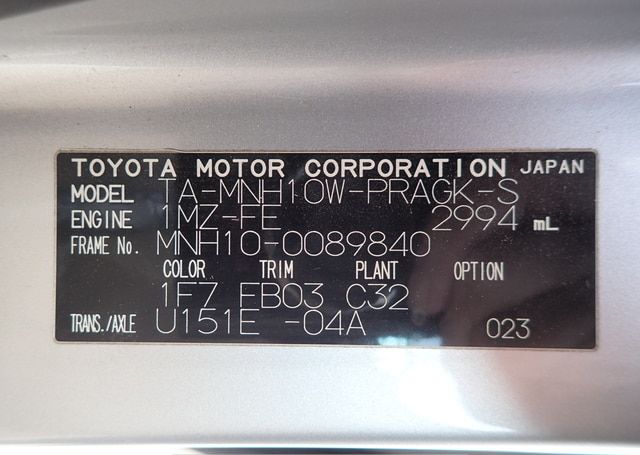 TOYOTA MOTOR CORPORATION JAPAN
MODEL TA-MNH10W-PRAGK-S
ENGINE 1MZ-FE 2994 mL
FRAME No. MNH10-0089840
COLOR TRIM PLANT OPTION
1F7 FB03 C32
TRANS./AXLE U151E -04A 023